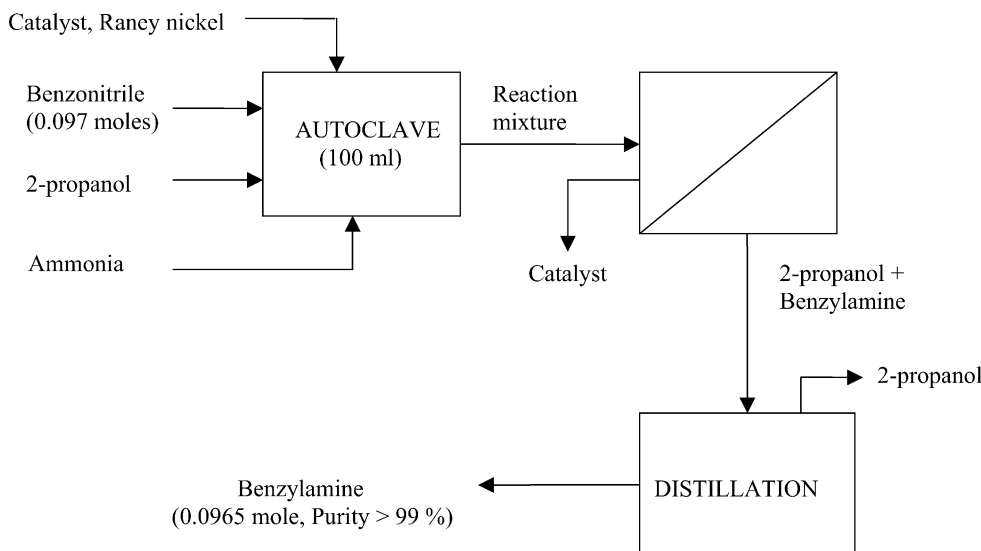 Catalyst, Raney nickel
Benzonitrile
(0.097 moles)
2-propanol
Ammonia
AUTOCLAVE
(100 ml)
Reaction
mixture
Catalyst
2-propanol +
Benzylamine
2-propanol
DISTILLATION
Benzylamine
(0.0965 mole, Purity > 99 %)